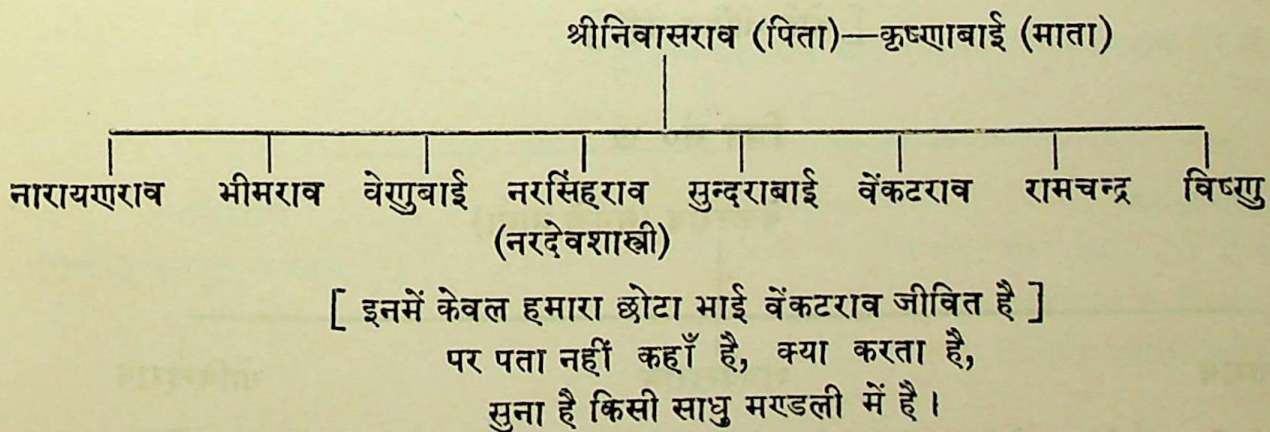 श्रीनिवासराव (पिता)—कृष्णाबाई (माता)
नारायणराव भीमराव वेणुबाई नरसिंहराव सुन्दराबाई वेंकटराव रामचन्द्र विष्णु
(नरदेवशास्त्री)
[ इनमें केवल हमारा छोटा भाई वेंकटराव जीवित है ]
पर पता नहीं कहाँ है, क्या करता है,
सुना है किसी साधु मण्डली में है।